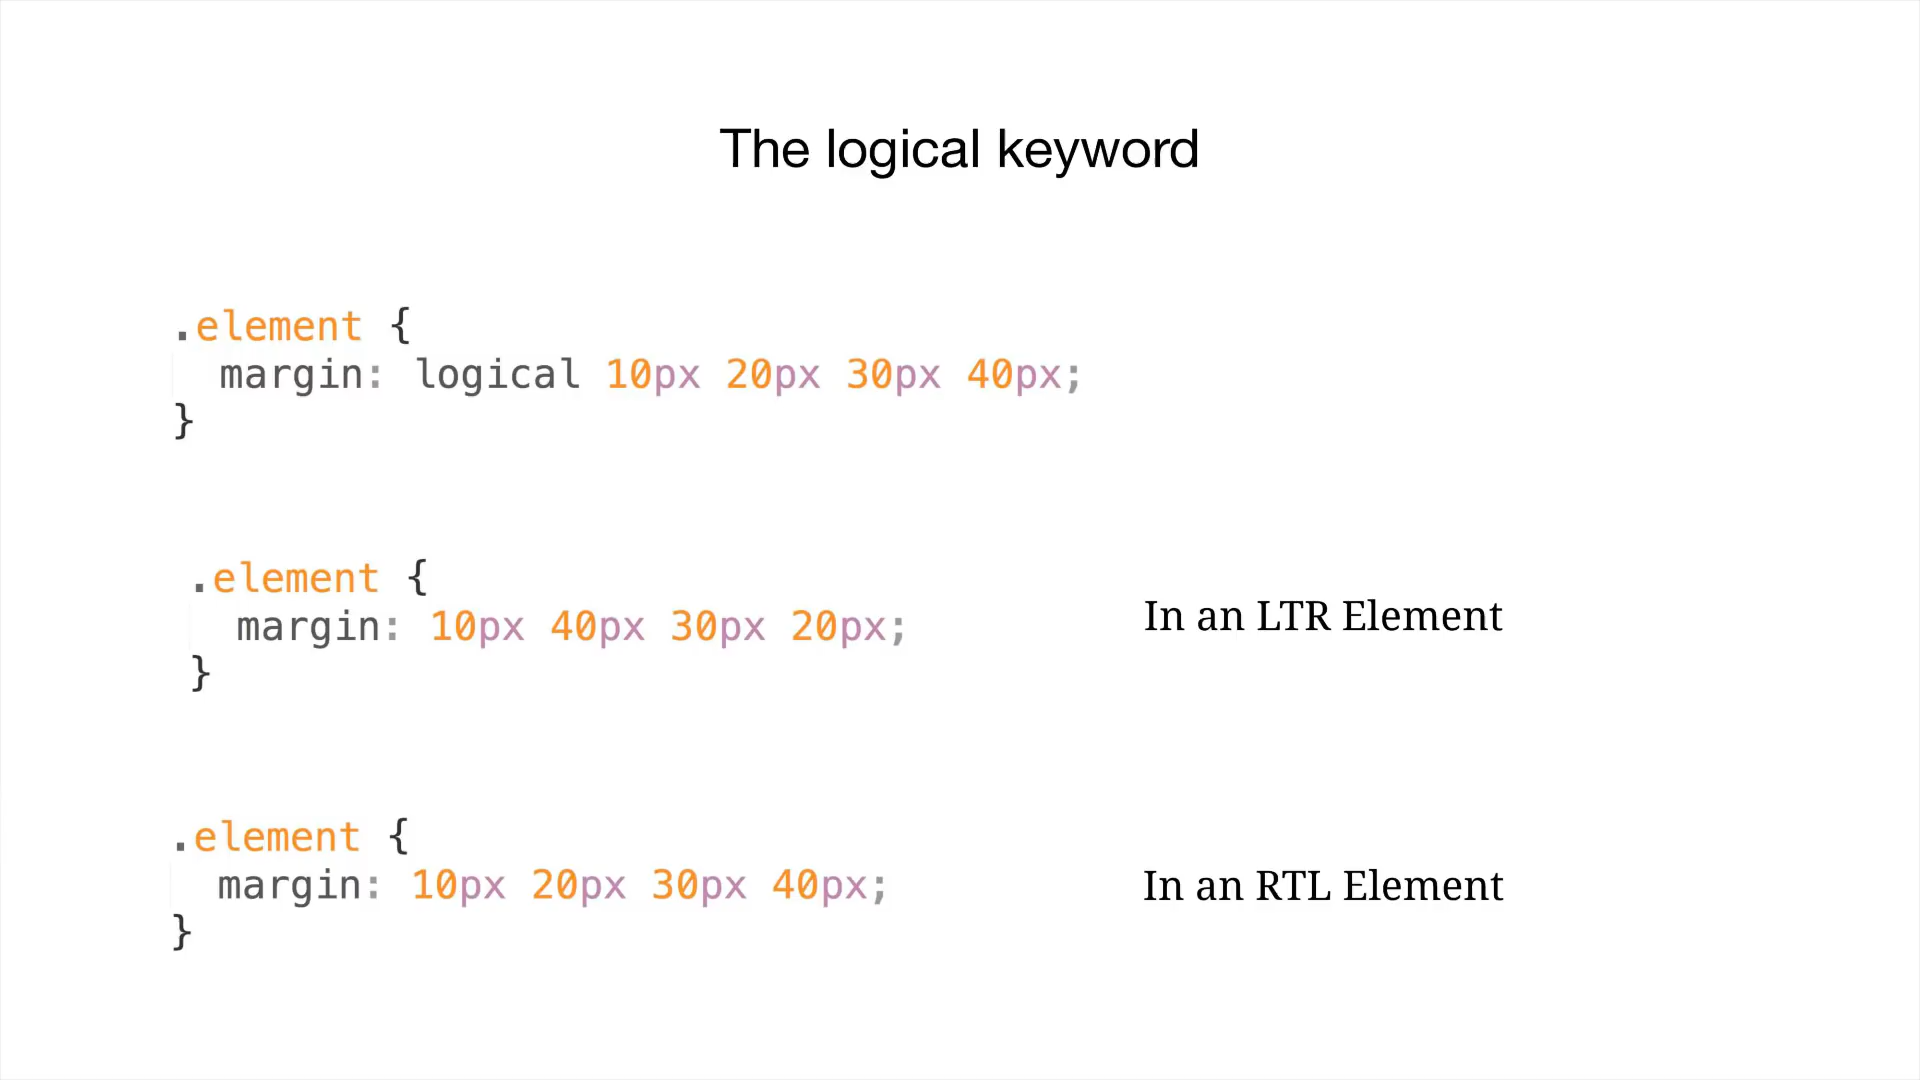 The logical keyword
.element {
  margin: logical 10px 20px 30px 40px;
}
.element {
  margin: 10px 40px 30px 20px;
}
In an LTR Element
.element {
  margin: 10px 20px 30px 40px;
}
In an RTL Element